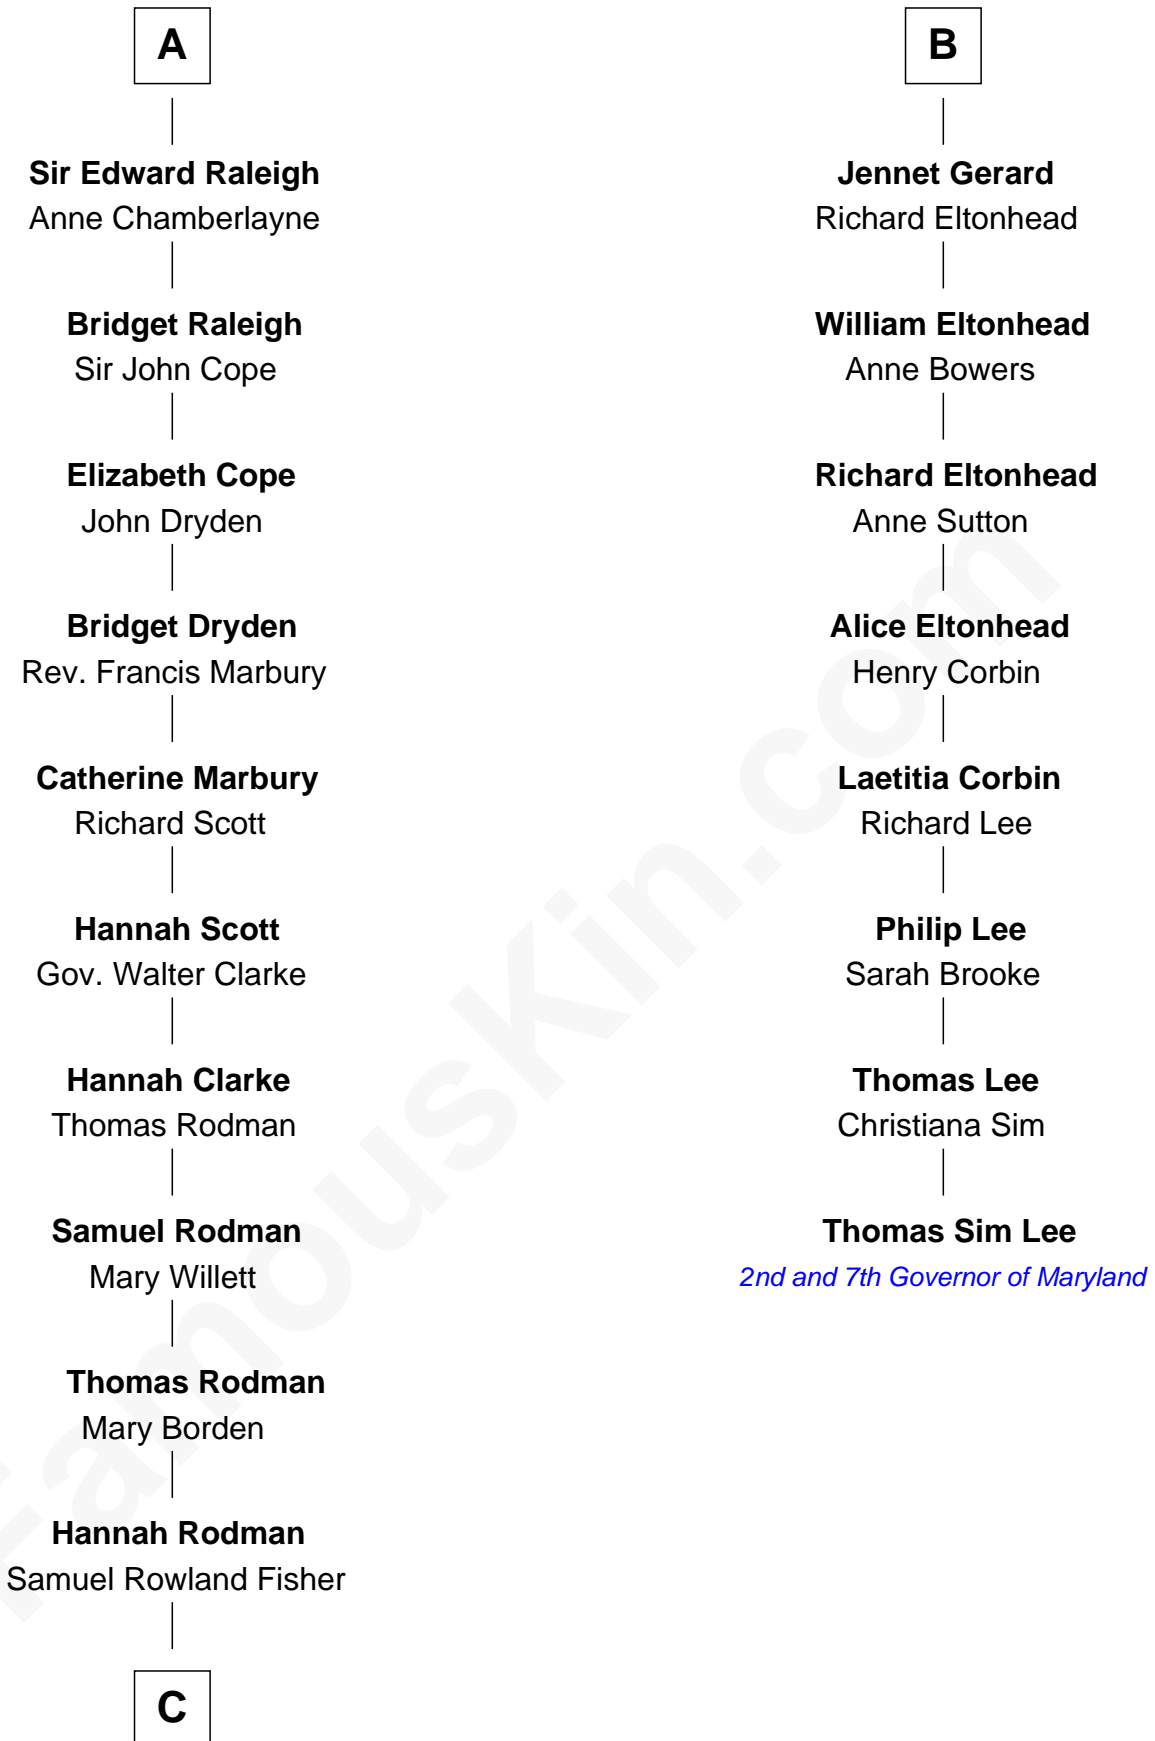 A
Sir Edward Raleigh
Anne Chamberlayne
Bridget Raleigh
Sir John Cope
Elizabeth Cope
John Dryden
Bridget Dryden
Rev. Francis Marbury
Catherine Marbury
Richard Scott
Hannah Scott
Gov. Walter Clarke
Hannah Clarke
Thomas Rodman
Samuel Rodman
Mary Willett
Thomas Rodman
Mary Borden
Hannah Rodman
Samuel Rowland Fisher
C
B
Jennet Gerard
Richard Eltonhead
William Eltonhead
Anne Bowers
Richard Eltonhead
Anne Sutton
Alice Eltonhead
Henry Corbin
Laetitia Corbin
Richard Lee
Philip Lee
Sarah Brooke
Thomas Lee
Christiana Sim
Thomas Sim Lee
2nd and 7th Governor of Maryland
FamousKin.com